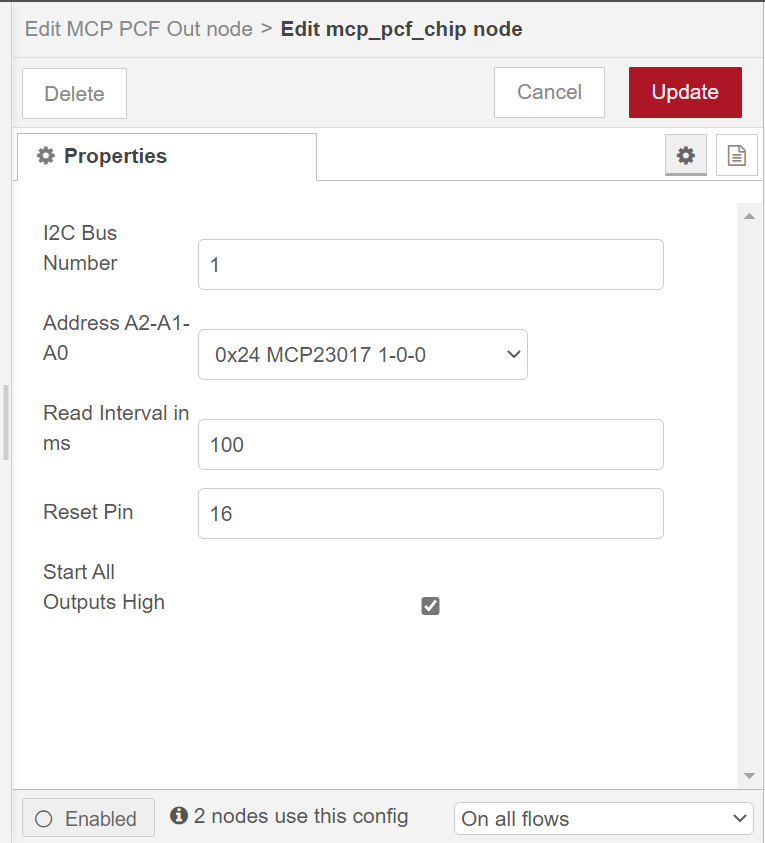 Edit MCP PCF Out node > Edit mcp_pcf_chip node
Delete
Cancel
Update
Properties
I2C Bus
Number
1
Address A2-A1-
A0
0x24 MCP23017 1-0-0
Read Interval in
ms
100
Reset Pin
16
Start All
Outputs High
Enabled
2 nodes use this config
On all flows